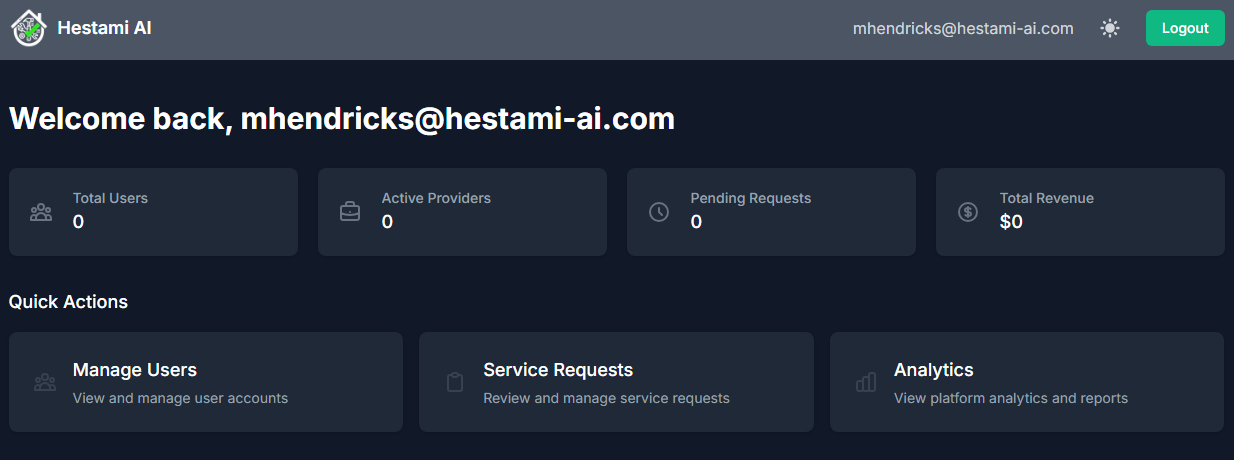 Hestami AI
mhendricks@hestami-ai.com
Logout
Welcome back, mhendricks@hestami-ai.com
Total Users
0
Active Providers
0
Pending Requests
0
Total Revenue
$0
Quick Actions
Manage Users
View and manage user accounts
Service Requests
Review and manage service requests
Analytics
View platform analytics and reports